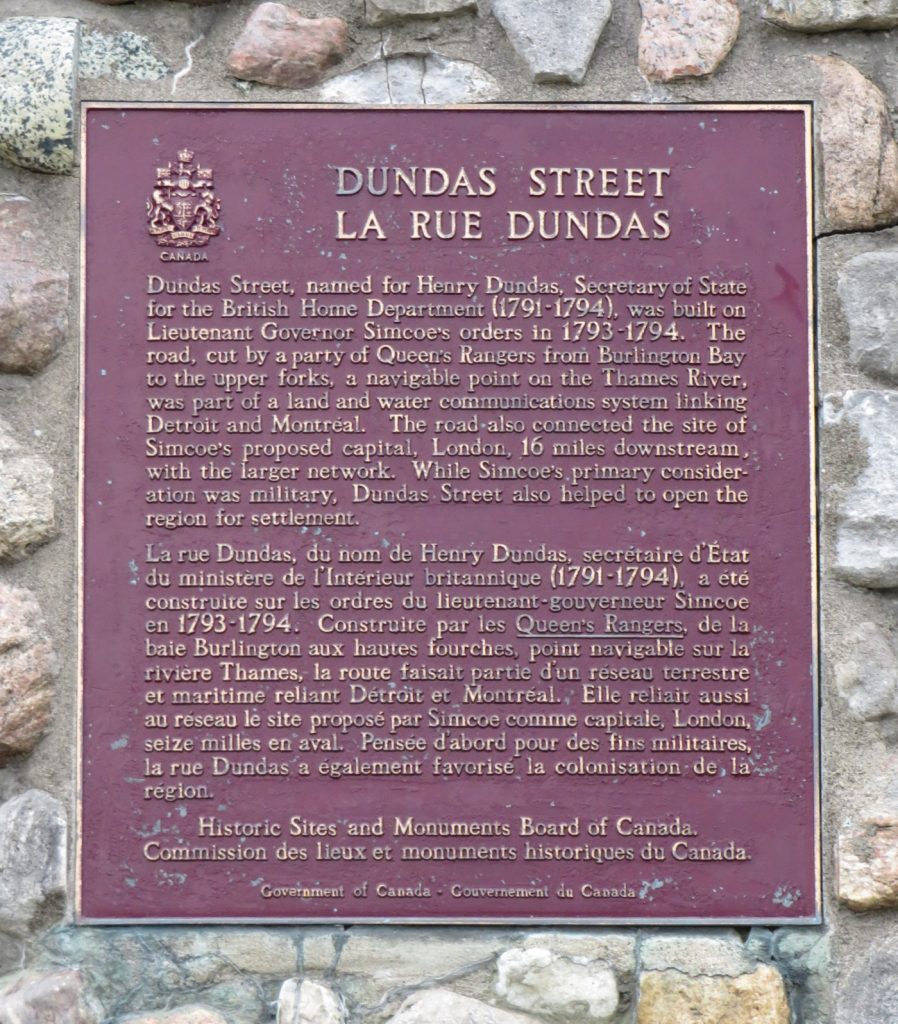 DUNDAS STREET
LA RUE DUNDAS
CANADA
Dundas Street, named for Henry Dundas, Secretary of State
for the British Home Department (1791-1794), was built on
Lieutenant Governor Simcoe's orders in 1793-1794. The
road, cut by a party of Queen's Rangers from Burlington Bay
to the upper forks, a navigable point on the Thames River,
was part of a land and water communications system linking
Detroit and Montréal. The road also connected the site of
Simcoe's proposed capital, London, 16 miles downstream,
with the larger network. While Simcoe's primary consider-
ation was military, Dundas Street also helped to open the
region for settlement.
La rue Dundas, du nom de Henry Dundas, secrétaire d'État
du ministère de l'Intérieur britannique (1791-1794), a été
construite sur les ordres du lieutenant-gouverneur Simcoe
en 1793-1794. Construite par les Queen's Rangers, de la
baie Burlington aux hautes fourches, point navigable sur la
rivière Thames, la route faisait partie d'un réseau terrestre
et maritime reliant Détroit et Montréal. Elle reliait aussi
au réseau le site proposé par Simcoe comme capitale, London,
seize milles en aval. Pensée d'abord pour des fins militaires,
la rue Dundas a également favorisé la colonisation de la
région.
Historic Sites and Monuments Board of Canada.
Commission des lieux et monuments historiques du Canada.
Government of Canada - Gouvernement du Canada